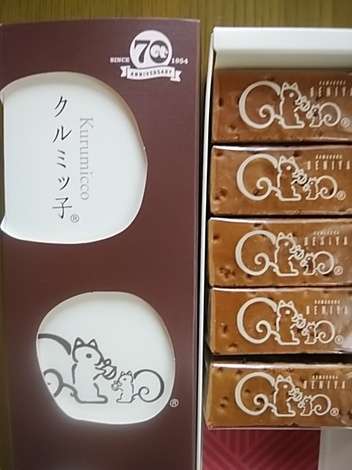 SINCE 70 1954
ANNIVERSARY
クルミッ子®
Kurumicco
®
KAMAKURA
BENIYA
®
KAMAKURA
BENIYA
®
KAMAKURA
BENIYA
®
KAMAKURA
BENIYA
®
KAMAKURA
BENIYA
®